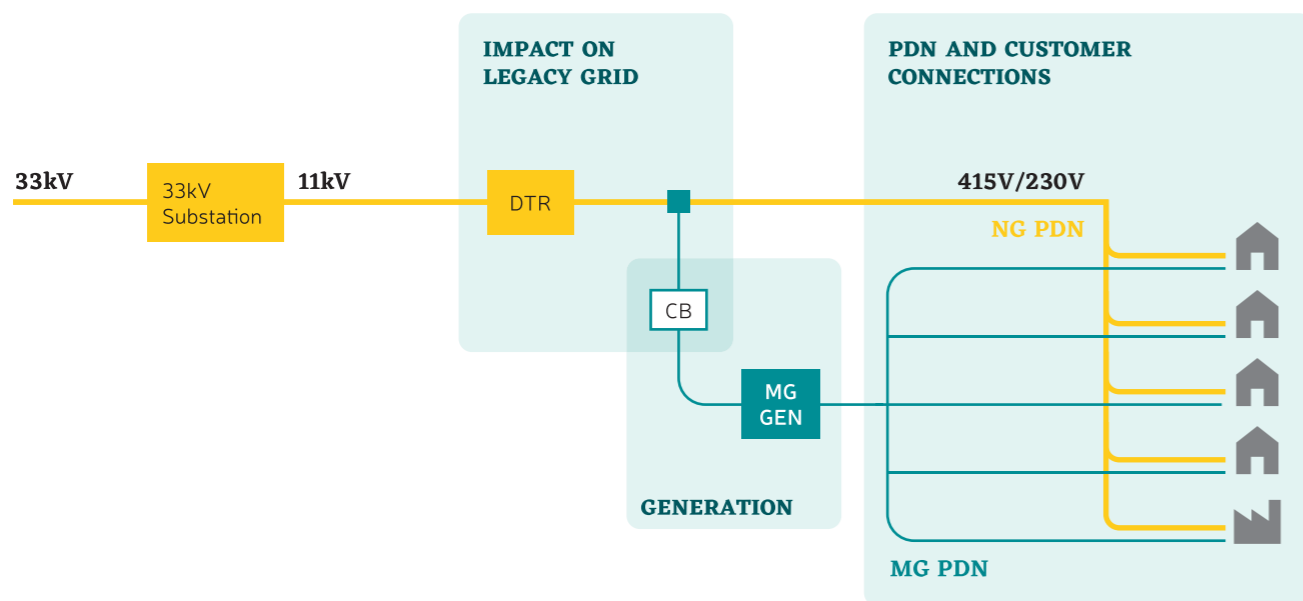 IMPACT ON
LEGACY GRID
PDN AND CUSTOMER
CONNECTIONS
33kV
33kV
Substation
11kV
DTR
415V/230V
NG PDN
CB
MG
GEN
GENERATION
MG PDN